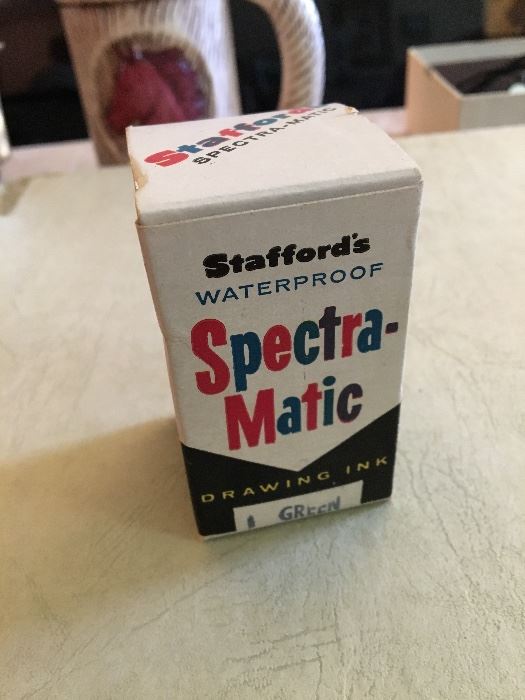 Stafford's
SPECTRA-MATIC
Stafford's
WATERPROOF
Spectra-
Matic
DRAWING INK
GREEN